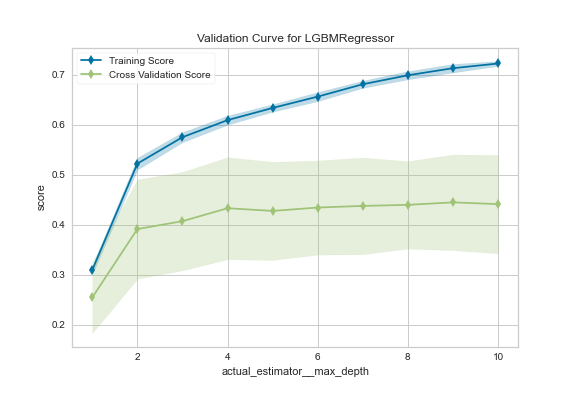 Validation Curve for LGBMRegressor
Training Score
Cross Validation Score
0.7
0.6
0.5
0.4
0.3
0.2
score
2
4
6
8
10
actual_estimator__max_depth